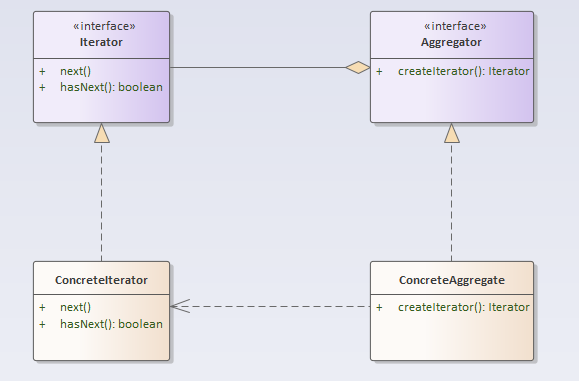 «interface»
Iterator
+ next()
+ hasNext(): boolean
«interface»
Aggregator
+ createIterator(): Iterator
ConcreteIterator
+ next()
+ hasNext(): boolean
ConcreteAggregate
+ createIterator(): Iterator